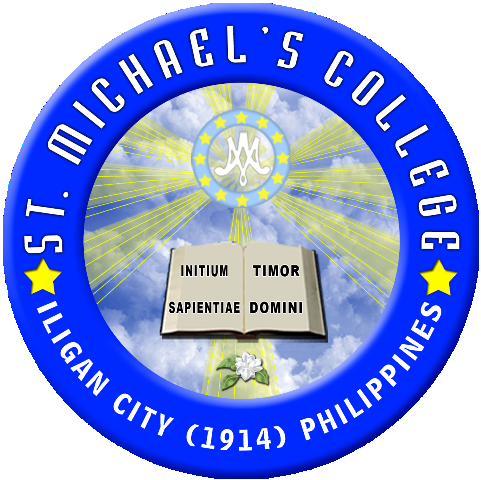 ST. MICHAEL'S COLLEGE
INITIUM TIMOR
SAPIENTIAE DOMINI
ILIGAN CITY (1914) PHILIPPINES